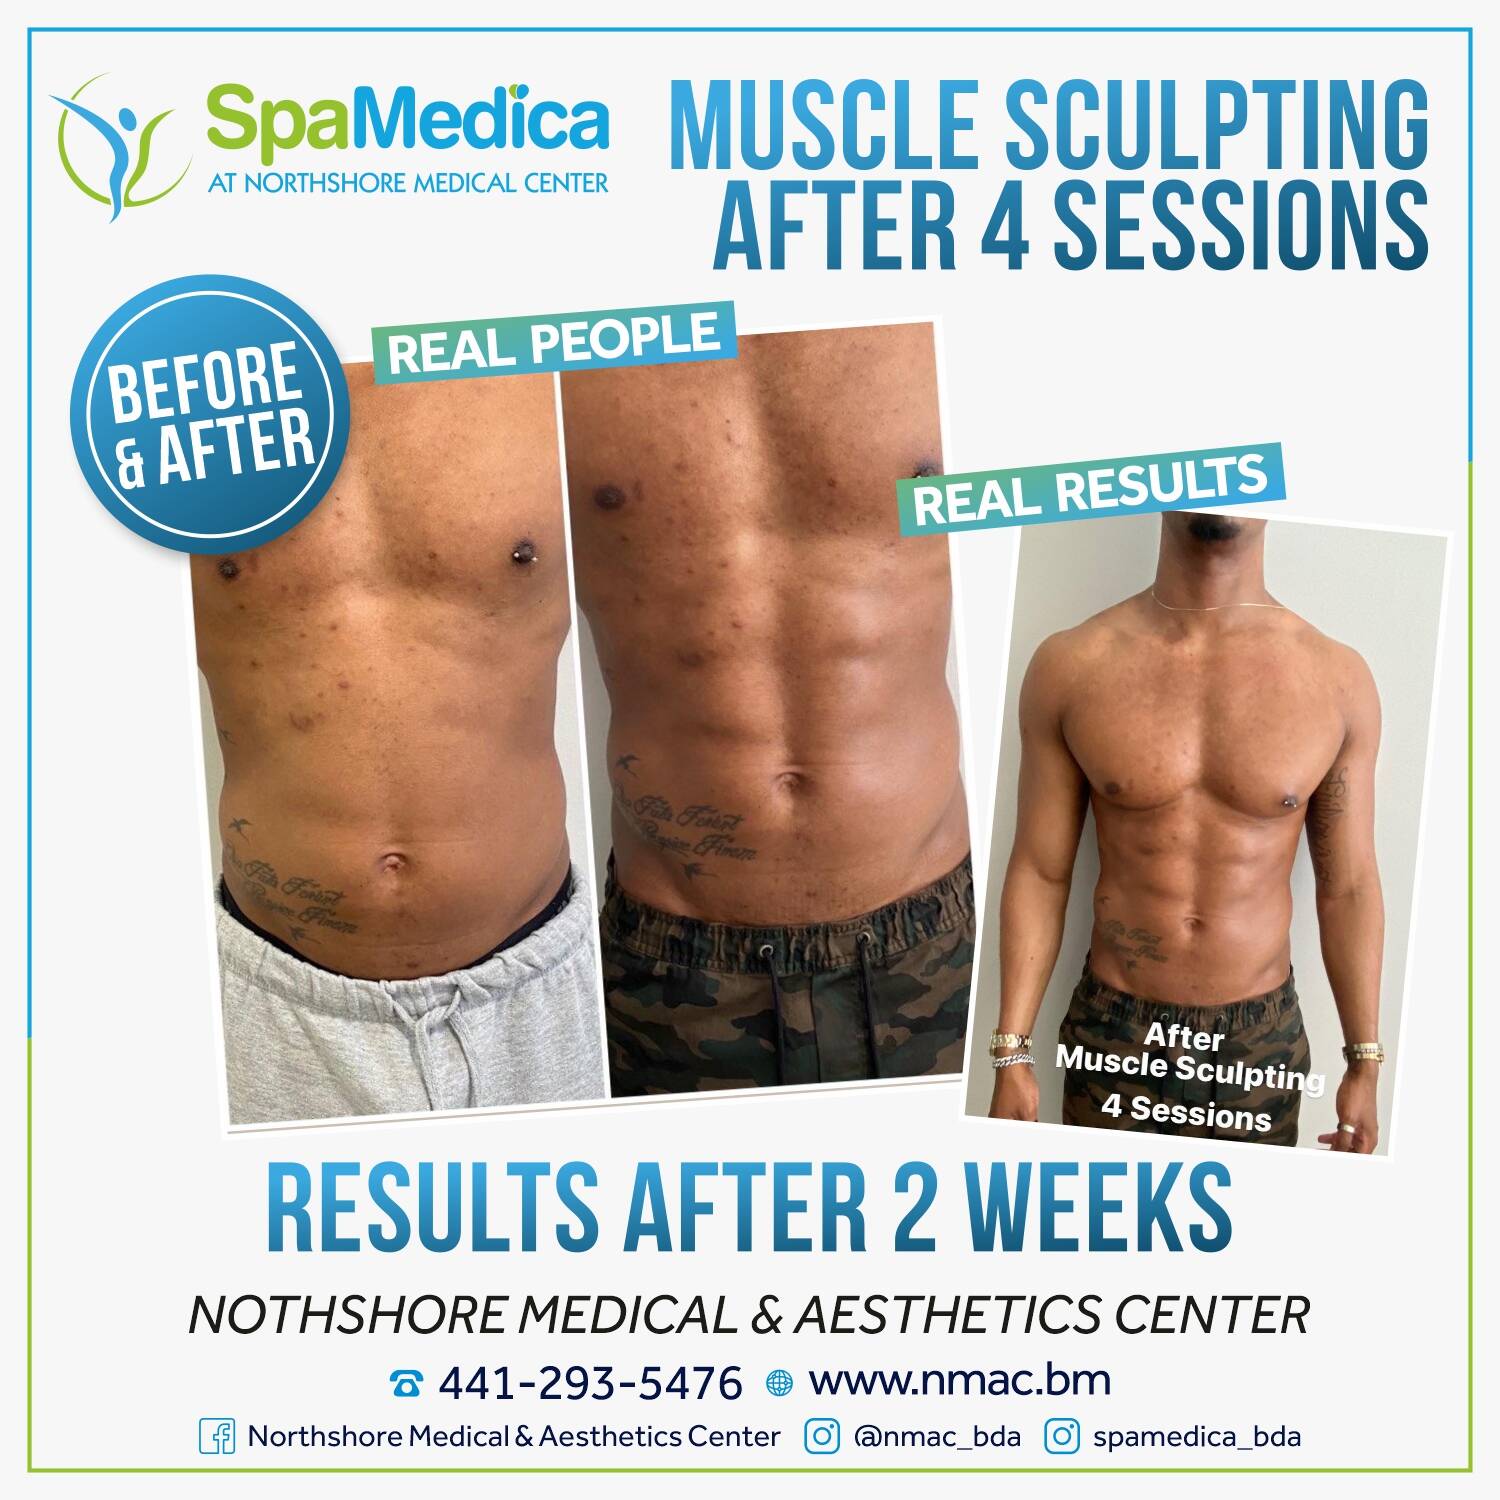 SpaMedica
AT NORTHSHORE MEDICAL CENTER
MUSCLE SCULPTING
AFTER 4 SESSIONS
BEFORE
& AFTER
REAL PEOPLE
REAL RESULTS
After
Muscle Sculpting
4 Sessions
RESULTS AFTER 2 WEEKS
NOTHSHORE MEDICAL & AESTHETICS CENTER
441-293-5476 www.nmac.bm
Northshore Medical & Aesthetics Center @nmac_bda spamedica_bda